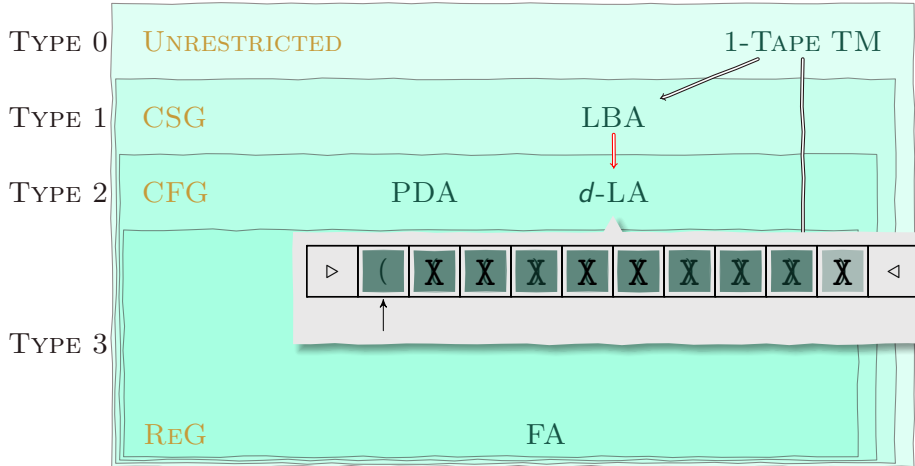 TYPE 0 UNRESTRICTED 1-TAPE TM
TYPE 1 CSG LBA
TYPE 2 CFG PDA d-LA
▷ ( X X X X X X X X X ◁
TYPE 3
REG FA